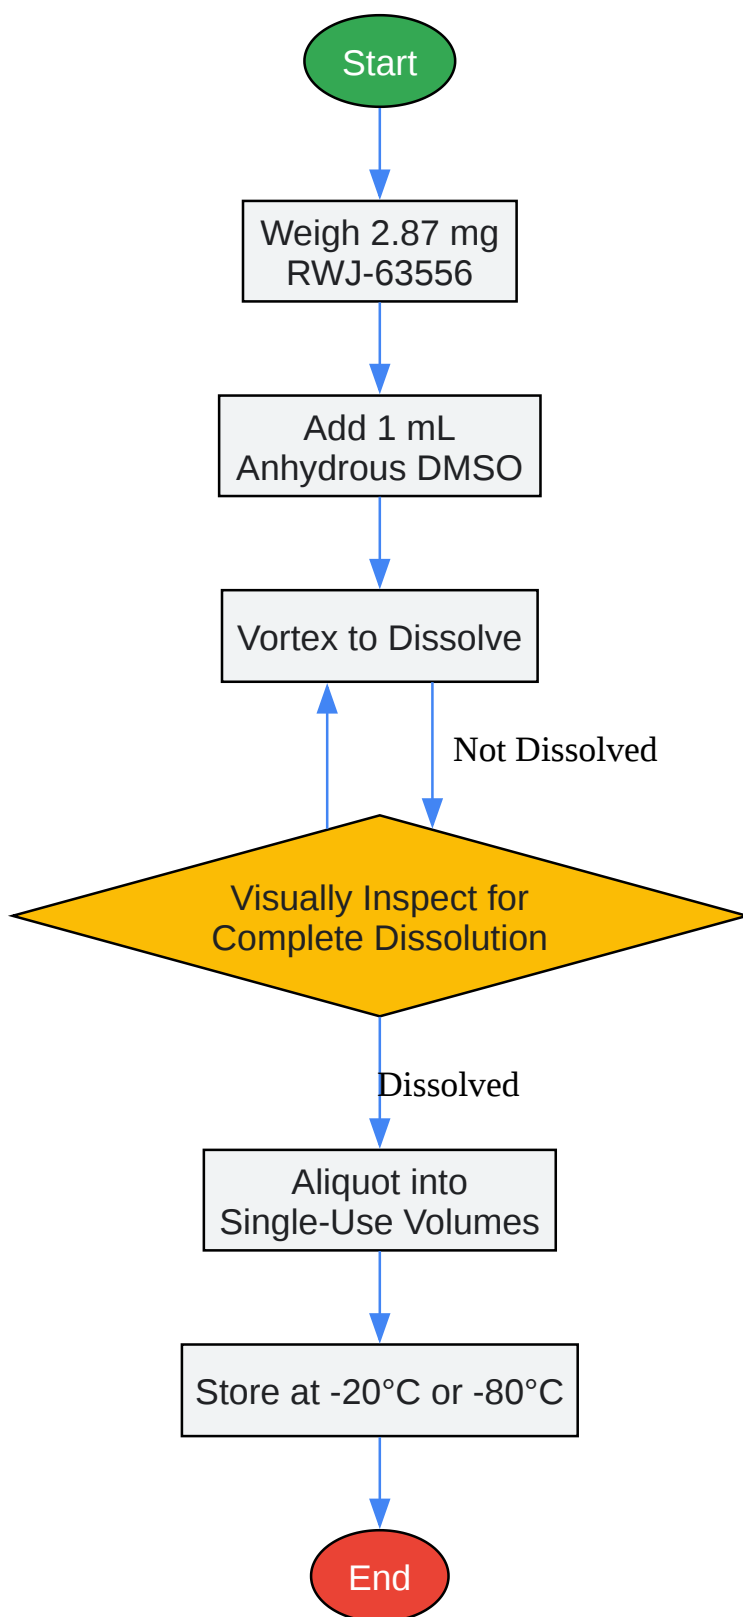 Start
Weigh 2.87 mg
RWJ-63556
Add 1 mL
Anhydrous DMSO
Vortex to Dissolve
Not Dissolved
Visually Inspect for
Complete Dissolution
Dissolved
Aliquot into
Single-Use Volumes
Store at -20°C or -80°C
End